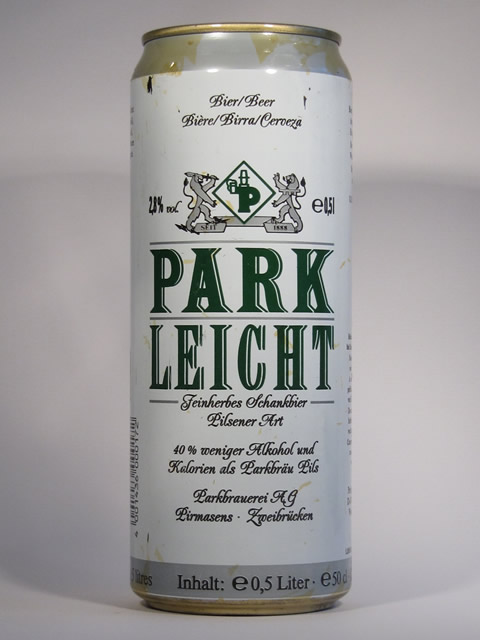 Bier/Beer
Bière/Birra/Cerveza
2,8% vol.
P
e 0,5 l
SEIT 1888
PARK
LEICHT
Feinherbes Schankbier
Pilsener Art
40 % weniger Alkohol und
Kalorien als Parkbräu Pils
Parkbrauerei AG
Pirmasens · Zweibrücken
litres Inhalt: e 0,5 Liter · e 50 cl